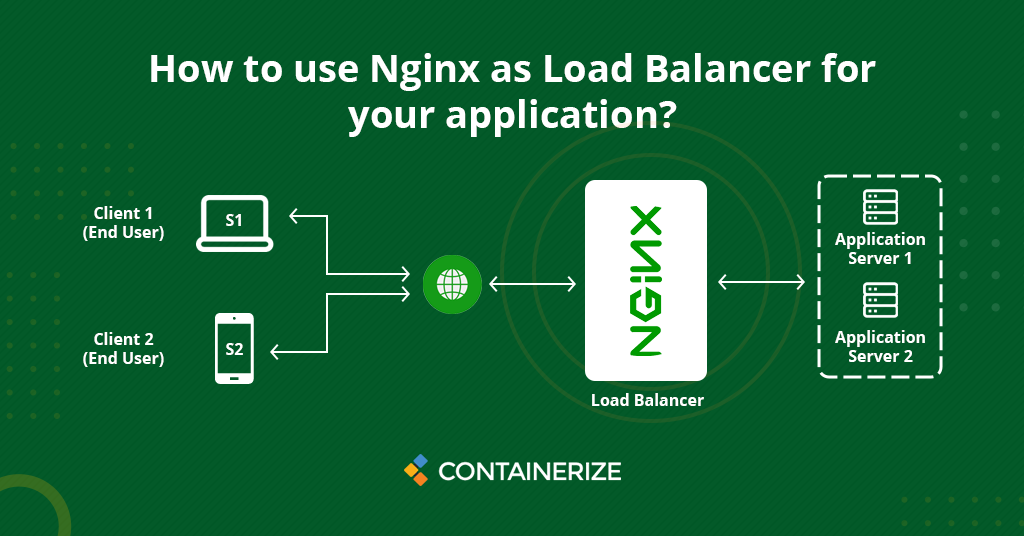 How to use Nginx as Load Balancer for
your application?
Client 1
(End User)
S1
Client 2
(End User)
S2
NGINX
Load Balancer
Application
Server 1
Application
Server 2
CONTAINERIZE